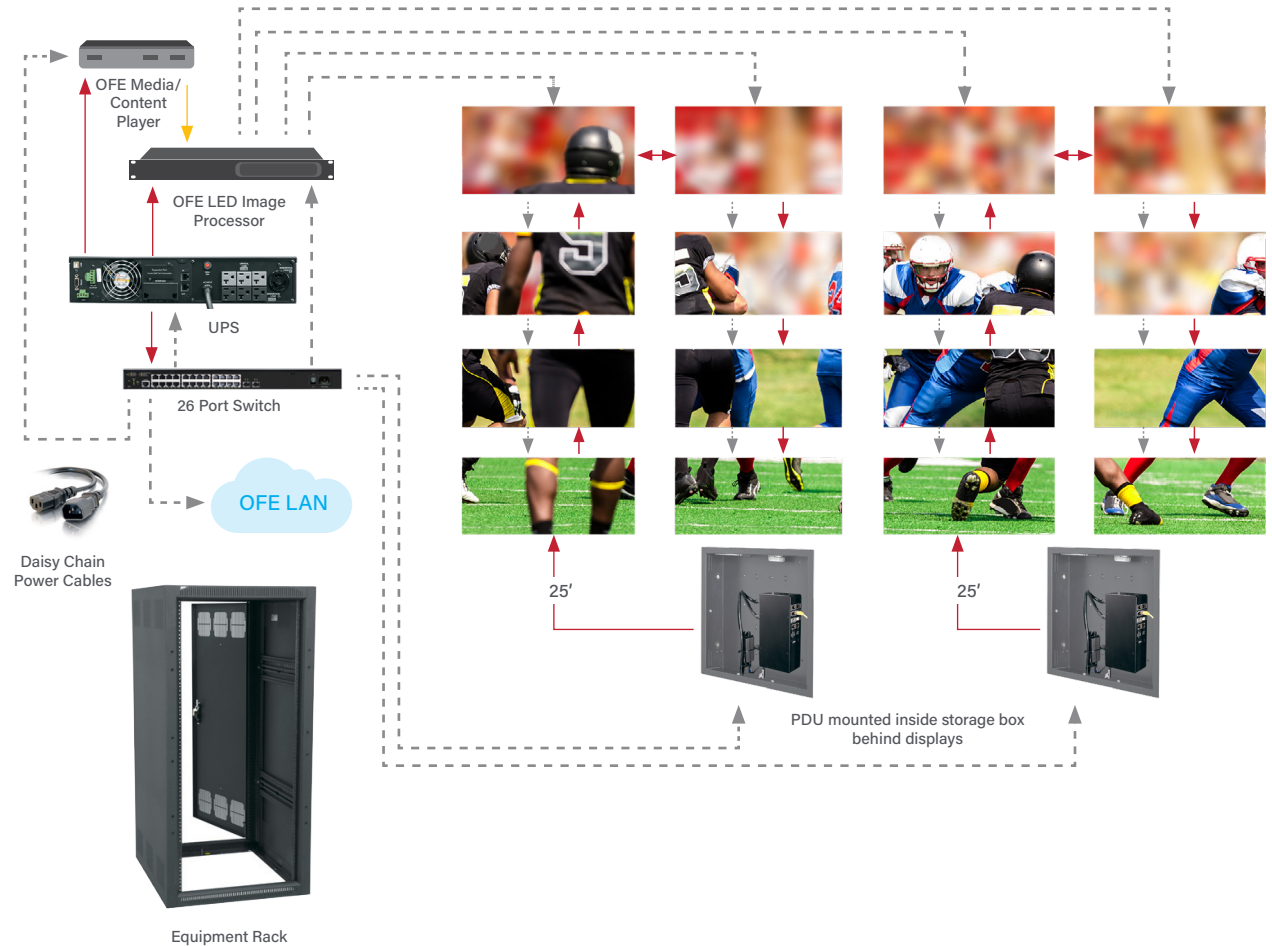 OFE Media/
Content
Player
OFE LED Image
Processor
UPS
26 Port Switch
OFE LAN
Daisy Chain
Power Cables
25′
25′
PDU mounted inside storage box
behind displays
Equipment Rack